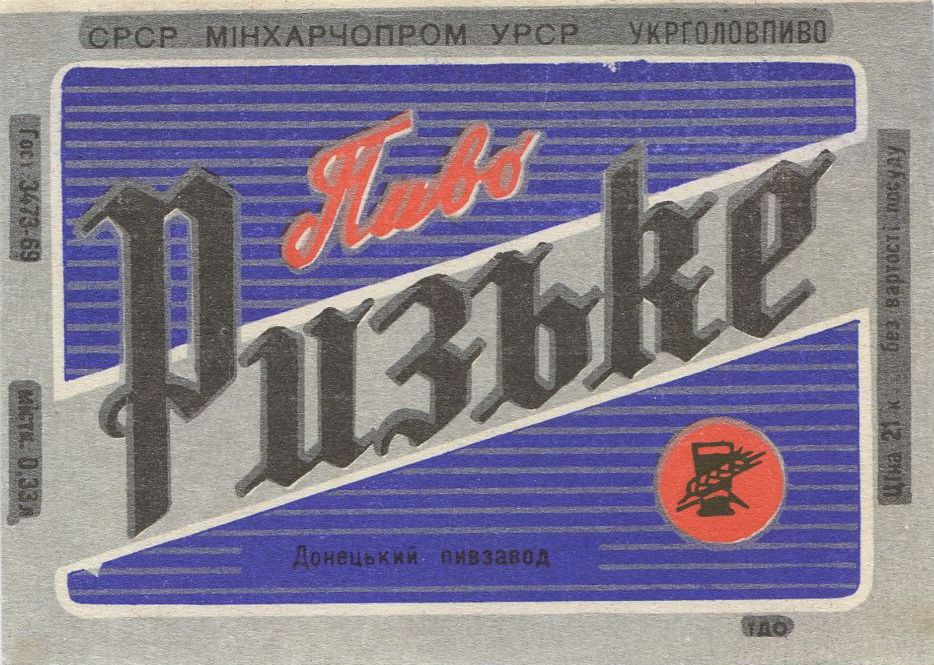 СРСР МІНХАРЧОПРОМ УРСР УКРГОЛОВПИВО
Гост 3473-69
Пиво
Ризьке
міст. 0,33л
Ціна 21 к без вартості посуду
Донецький пивзавод
ТДО